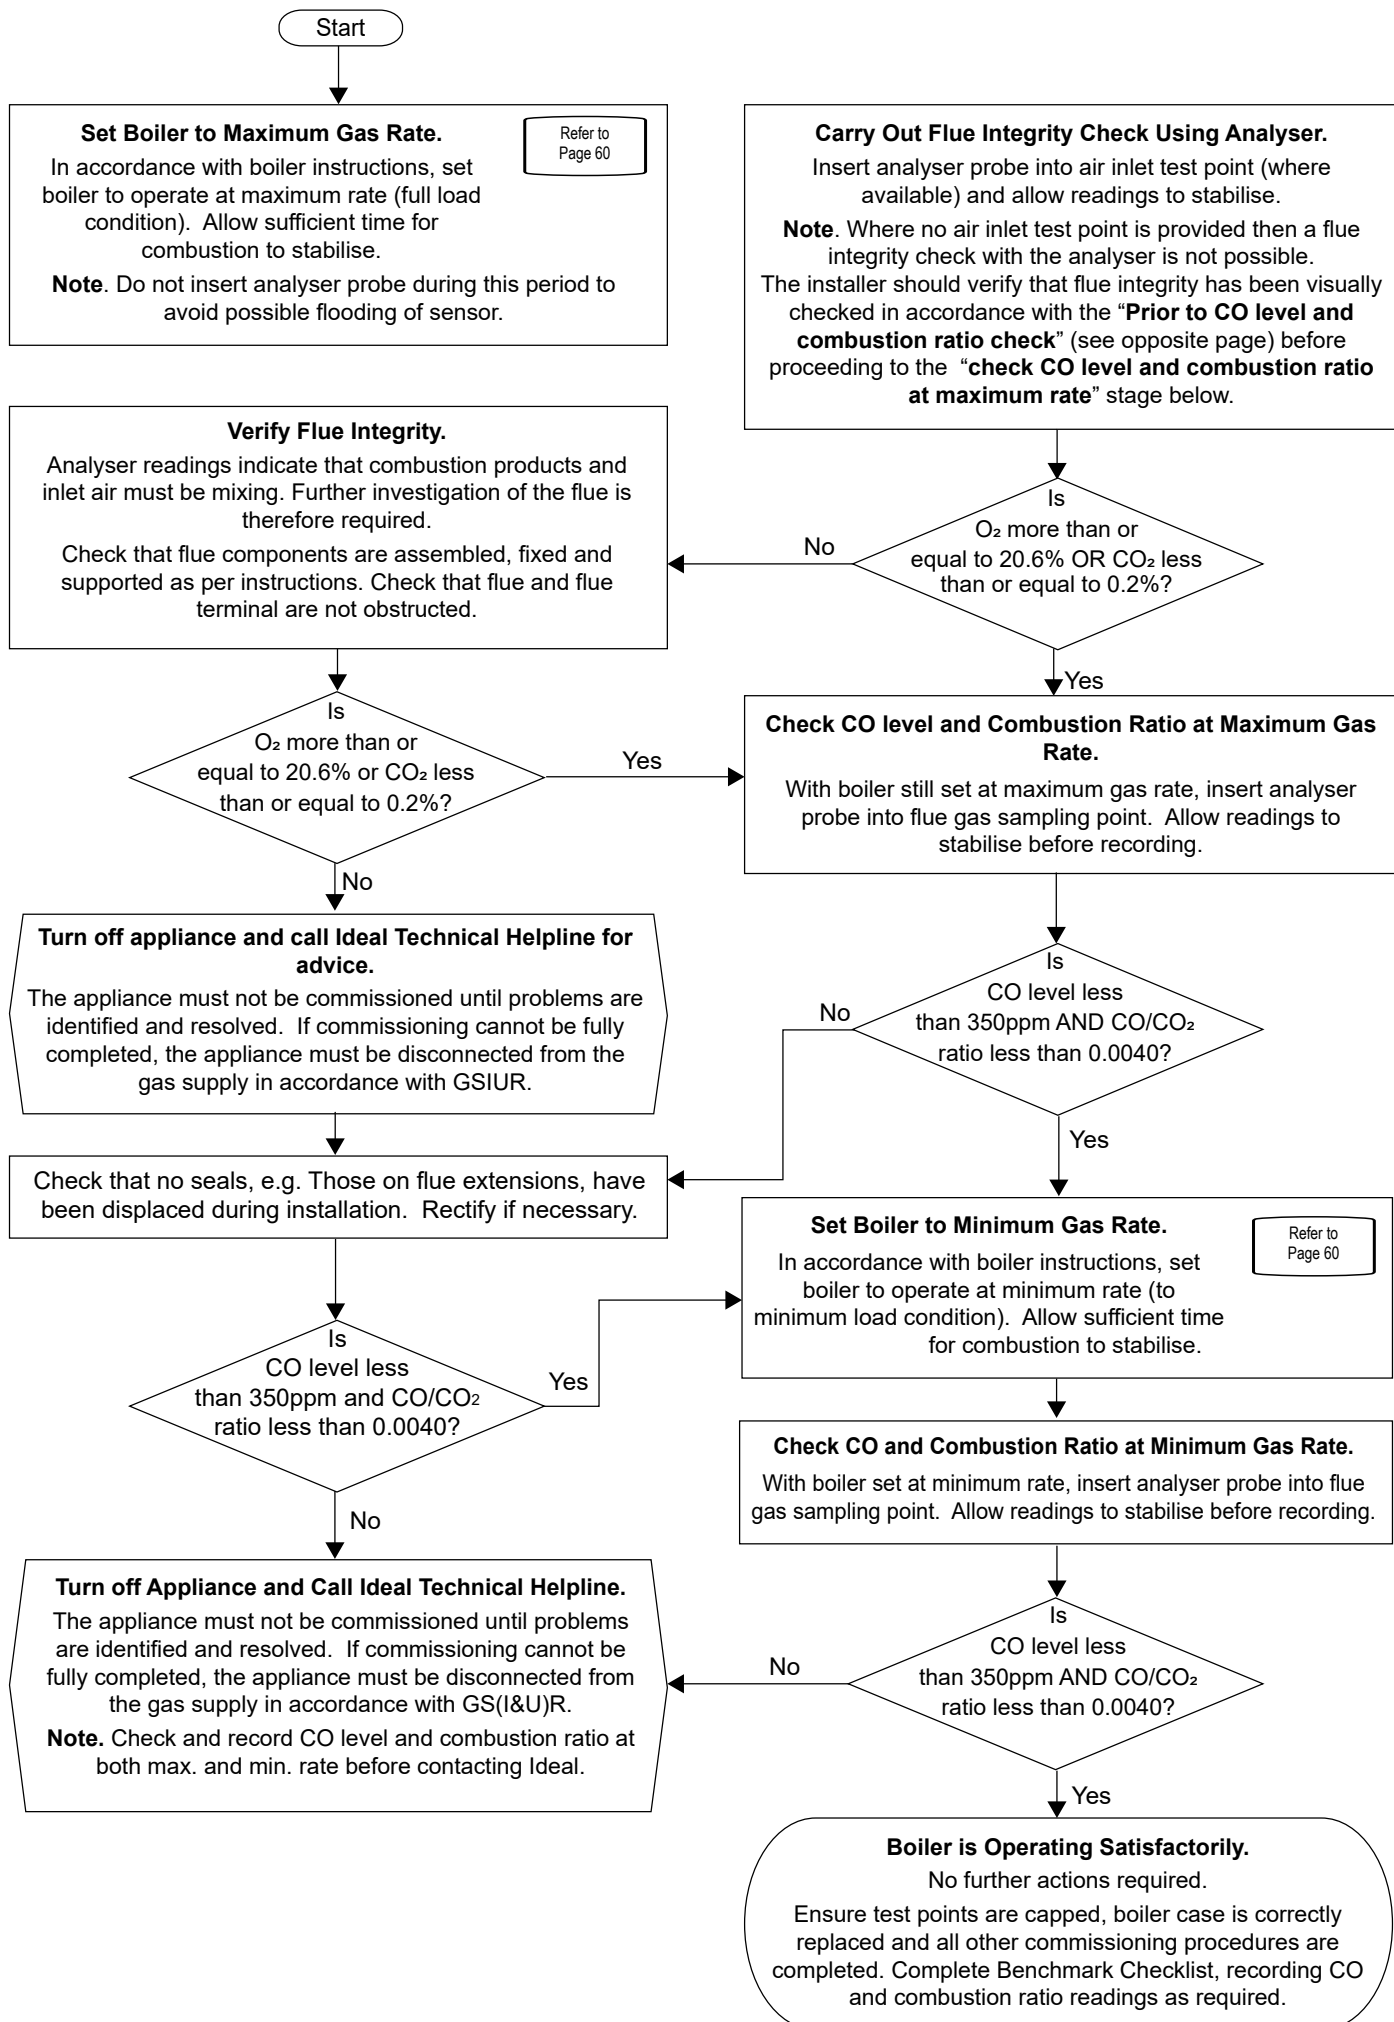 Start
Set Boiler to Maximum Gas Rate.
Refer to
Page 60
In accordance with boiler instructions, set
boiler to operate at maximum rate (full load
condition).  Allow sufficient time for
combustion to stabilise.
Note. Do not insert analyser probe during this period to
avoid possible flooding of sensor.
Carry Out Flue Integrity Check Using Analyser.
Insert analyser probe into air inlet test point (where
available) and allow readings to stabilise.
Note. Where no air inlet test point is provided then a flue
integrity check with the analyser is not possible.
The installer should verify that flue integrity has been visually
checked in accordance with the “Prior to CO level and
combustion ratio check” (see opposite page) before
proceeding to the  “check CO level and combustion ratio
at maximum rate” stage below.
Is
O₂ more than or
equal to 20.6% OR CO₂ less
than or equal to 0.2%?
No
Yes
Verify Flue Integrity.
Analyser readings indicate that combustion products and
inlet air must be mixing. Further investigation of the flue is
therefore required.
Check that flue components are assembled, fixed and
supported as per instructions. Check that flue and flue
terminal are not obstructed.
Is
O₂ more than or
equal to 20.6% or CO₂ less
than or equal to 0.2%?
Yes
No
Check CO level and Combustion Ratio at Maximum Gas
Rate.
With boiler still set at maximum gas rate, insert analyser
probe into flue gas sampling point.  Allow readings to
stabilise before recording.
Turn off appliance and call Ideal Technical Helpline for
advice.
The appliance must not be commissioned until problems are
identified and resolved.  If commissioning cannot be fully
completed, the appliance must be disconnected from the
gas supply in accordance with GSIUR.
Is
CO level less
than 350ppm AND CO/CO₂
ratio less than 0.0040?
No
Yes
Check that no seals, e.g. Those on flue extensions, have
been displaced during installation.  Rectify if necessary.
Set Boiler to Minimum Gas Rate.
Refer to
Page 60
In accordance with boiler instructions, set
boiler to operate at minimum rate (to
minimum load condition).  Allow sufficient time
for combustion to stabilise.
Is
CO level less
than 350ppm and CO/CO₂
ratio less than 0.0040?
Yes
No
Check CO and Combustion Ratio at Minimum Gas Rate.
With boiler set at minimum rate, insert analyser probe into flue
gas sampling point.  Allow readings to stabilise before recording.
Turn off Appliance and Call Ideal Technical Helpline.
The appliance must not be commissioned until problems
are identified and resolved.  If commissioning cannot be
fully completed, the appliance must be disconnected from
the gas supply in accordance with GS(I&U)R.
Note. Check and record CO level and combustion ratio at
both max. and min. rate before contacting Ideal.
Is
CO level less
than 350ppm AND CO/CO₂
ratio less than 0.0040?
No
Yes
Boiler is Operating Satisfactorily.
No further actions required.
Ensure test points are capped, boiler case is correctly
replaced and all other commissioning procedures are
completed. Complete Benchmark Checklist, recording CO
and combustion ratio readings as required.